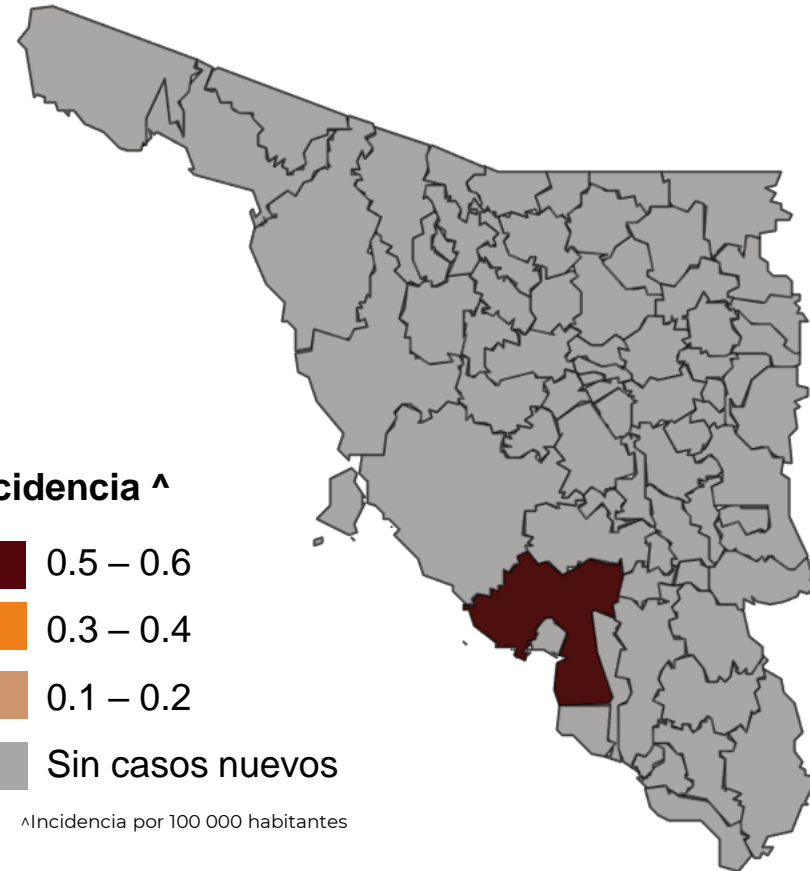 cidencia ^
0.5 – 0.6
0.3 – 0.4
0.1 – 0.2
Sin casos nuevos
^Incidencia por 100 000 habitantes